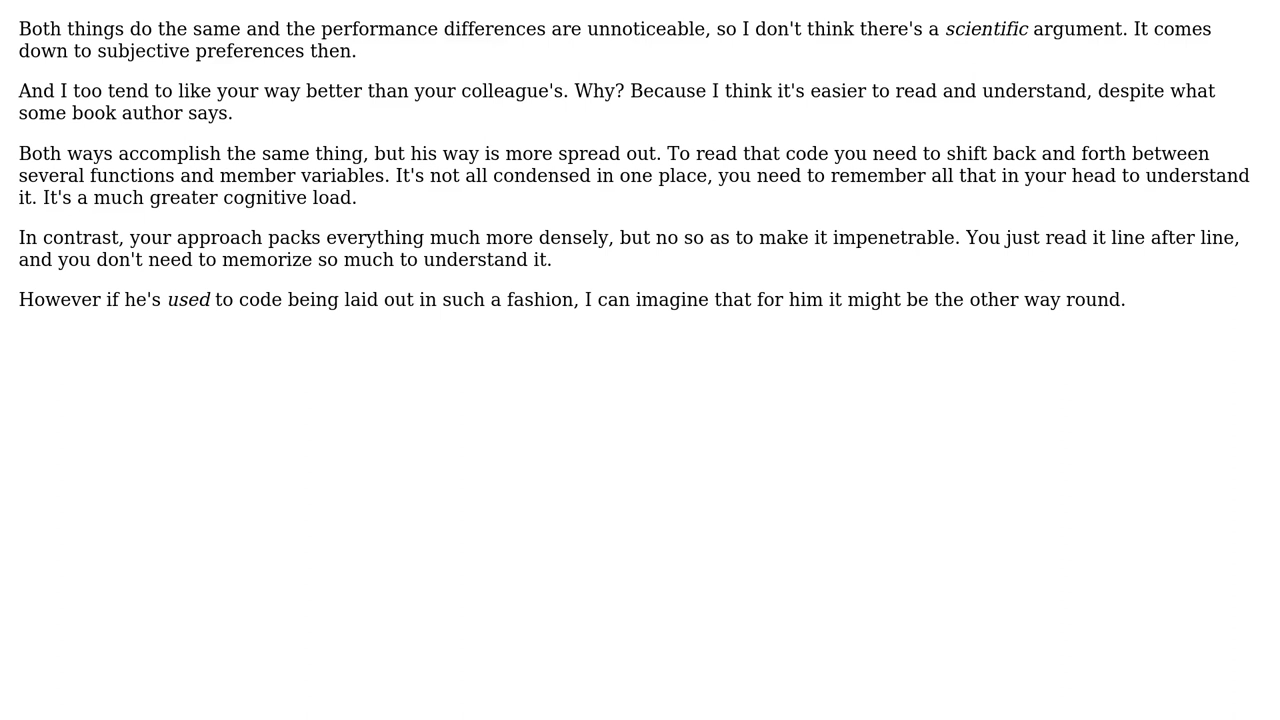 Both things do the same and the performance differences are unnoticeable, so I don't think there's a scientific argument. It comes
down to subjective preferences then.
And I too tend to like your way better than your colleague's. Why? Because I think it's easier to read and understand, despite what
some book author says.
Both ways accomplish the same thing, but his way is more spread out. To read that code you need to shift back and forth between
several functions and member variables. It's not all condensed in one place, you need to remember all that in your head to understand
it. It's a much greater cognitive load.
In contrast, your approach packs everything much more densely, but no so as to make it impenetrable. You just read it line after line,
and you don't need to memorize so much to understand it.
However if he's used to code being laid out in such a fashion, I can imagine that for him it might be the other way round.